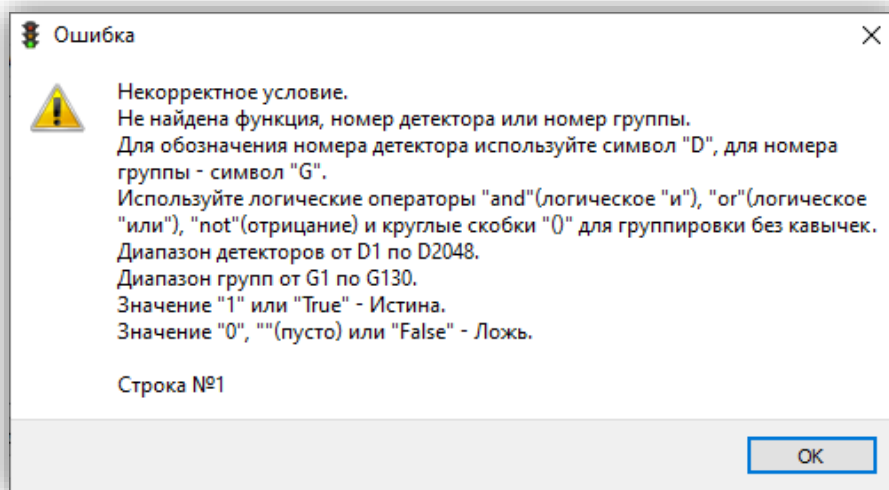 Ошибка
Некорректное условие.
Не найдена функция, номер детектора или номер группы.
Для обозначения номера детектора используйте символ "D", для номера
группы - символ "G".
Используйте логические операторы "and"(логическое "и"), "or"(логическое
"или"), "not"(отрицание) и круглые скобки "()" для группировки без кавычек.
Диапазон детекторов от D1 по D2048.
Диапазон групп от G1 по G130.
Значение "1" или "True" - Истина.
Значение "0", ""(пусто) или "False" - Ложь.
Строка №1
OK